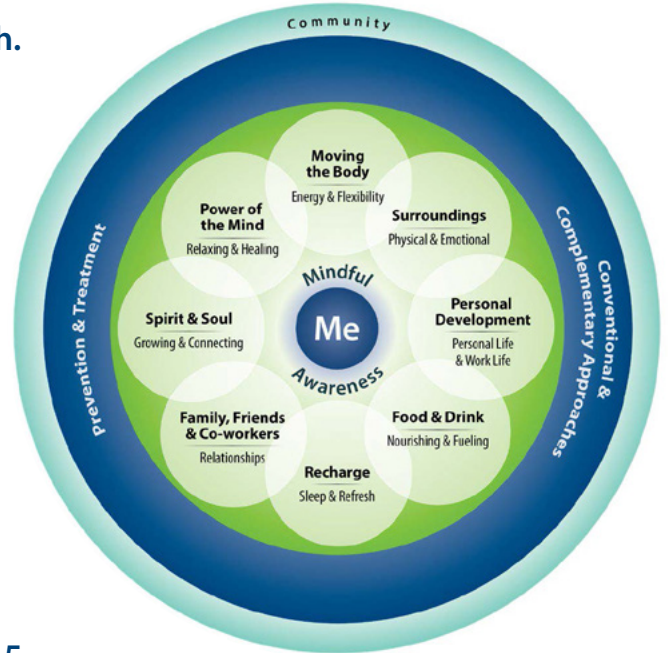 h.
Community
Moving
the Body
Energy & Flexibility
Surroundings
Physical & Emotional
Personal
Development
Personal Life
& Work Life
Food & Drink
Nourishing & Fueling
Recharge
Sleep & Refresh
Family, Friends
& Co-workers
Relationships
Spirit & Soul
Growing & Connecting
Power of
the Mind
Relaxing & Healing
Mindful
Me
Awareness
Prevention & Treatment
Conventional &
Complementary Approaches